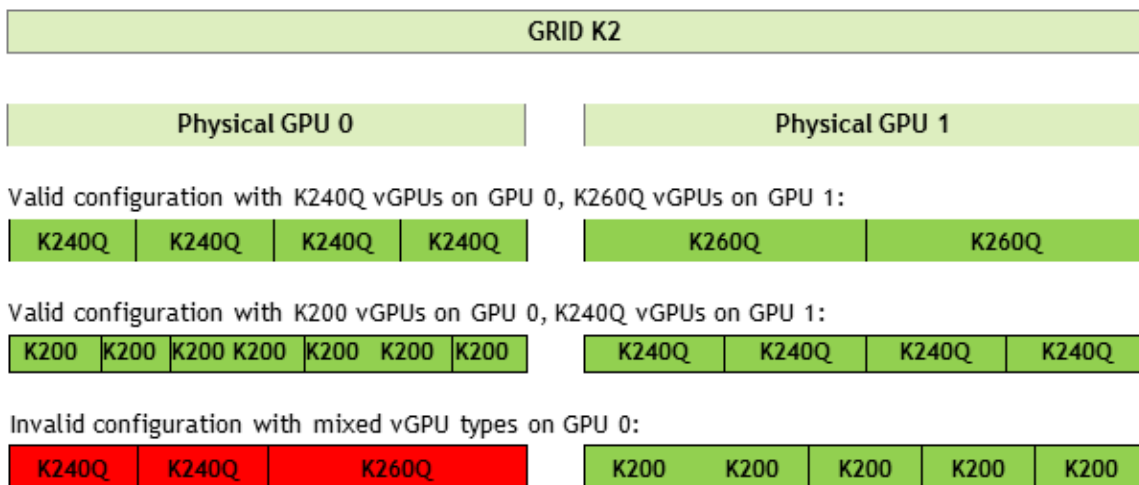 GRID K2
Physical GPU 0 Physical GPU 1
Valid configuration with K240Q vGPUs on GPU 0, K260Q vGPUs on GPU 1:
K240Q K240Q K240Q K240Q K260Q K260Q
Valid configuration with K200 vGPUs on GPU 0, K240Q vGPUs on GPU 1:
K200 K200 K200 K200 K200 K200 K200 K240Q K240Q K240Q K240Q
Invalid configuration with mixed vGPU types on GPU 0:
K240Q K240Q K260Q K200 K200 K200 K200 K200